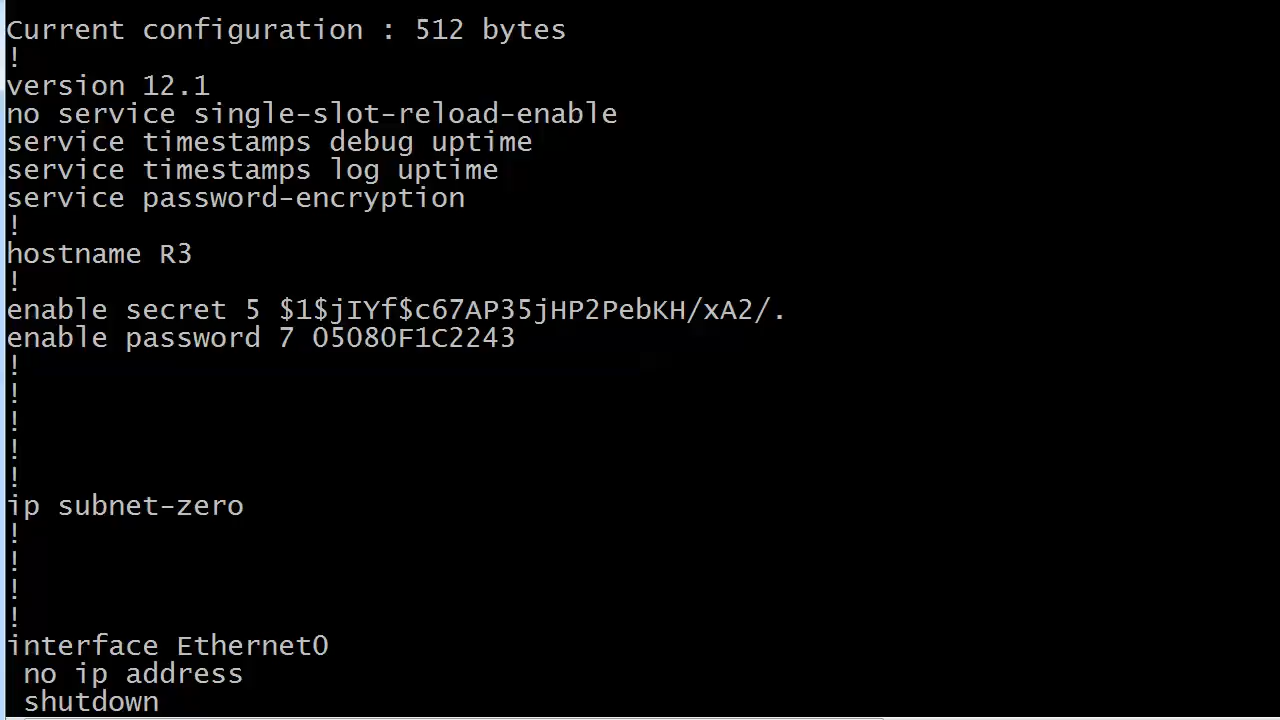 Current configuration : 512 bytes
!
version 12.1
no service single-slot-reload-enable
service timestamps debug uptime
service timestamps log uptime
service password-encryption
!
hostname R3
!
enable secret 5 $1$jIYf$c67AP35jHP2PebKH/xA2/.
enable password 7 05080F1C2243
!
!
!
!
!
ip subnet-zero
!
!
!
!
interface Ethernet0
 no ip address
 shutdown